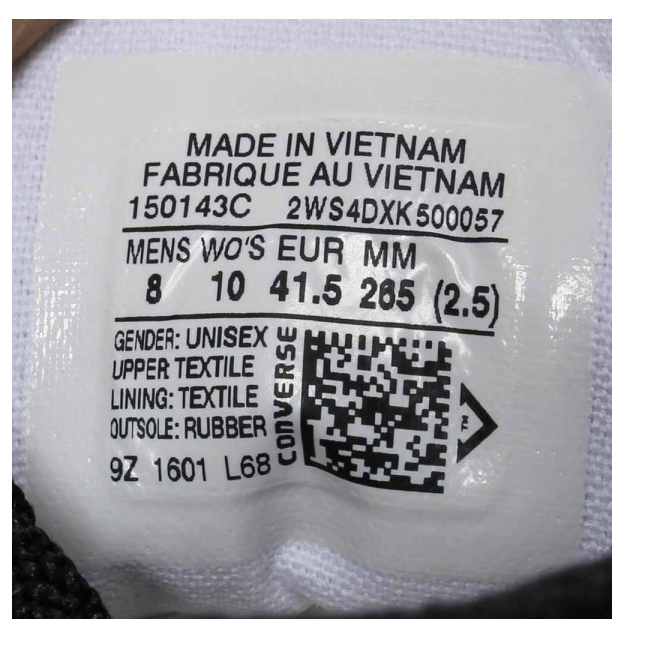 MADE IN VIETNAM
FABRIQUE AU VIETNAM
150143C 2WS4DXK500057
MENS WO'S EUR MM
8 10 41.5 265 (2.5)
GENDER: UNISEX
UPPER TEXTILE
LINING: TEXTILE
OUTSOLE: RUBBER
9Z 1601 L68
CONVERSE